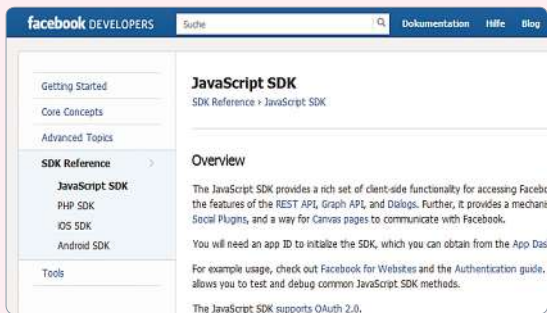 facebook DEVELOPERS
Suche
Dokumentation Hilfe Blog
Getting Started
Core Concepts
Advanced Topics
SDK Reference
JavaScript SDK
PHP SDK
iOS SDK
Android SDK
Tools
JavaScript SDK
SDK Reference › JavaScript SDK
Overview
The JavaScript SDK provides a rich set of client-side functionality for accessing Facebo
the features of the REST API, Graph API, and Dialogs. Further, it provides a mechanis
Social Plugins, and a way for Canvas pages to communicate with Facebook.
You will need an app ID to initialize the SDK, which you can obtain from the App Das
For example usage, check out Facebook for Websites and the Authentication guide.
allows you to test and debug common JavaScript SDK methods.
The JavaScript SDK supports OAuth 2.0.